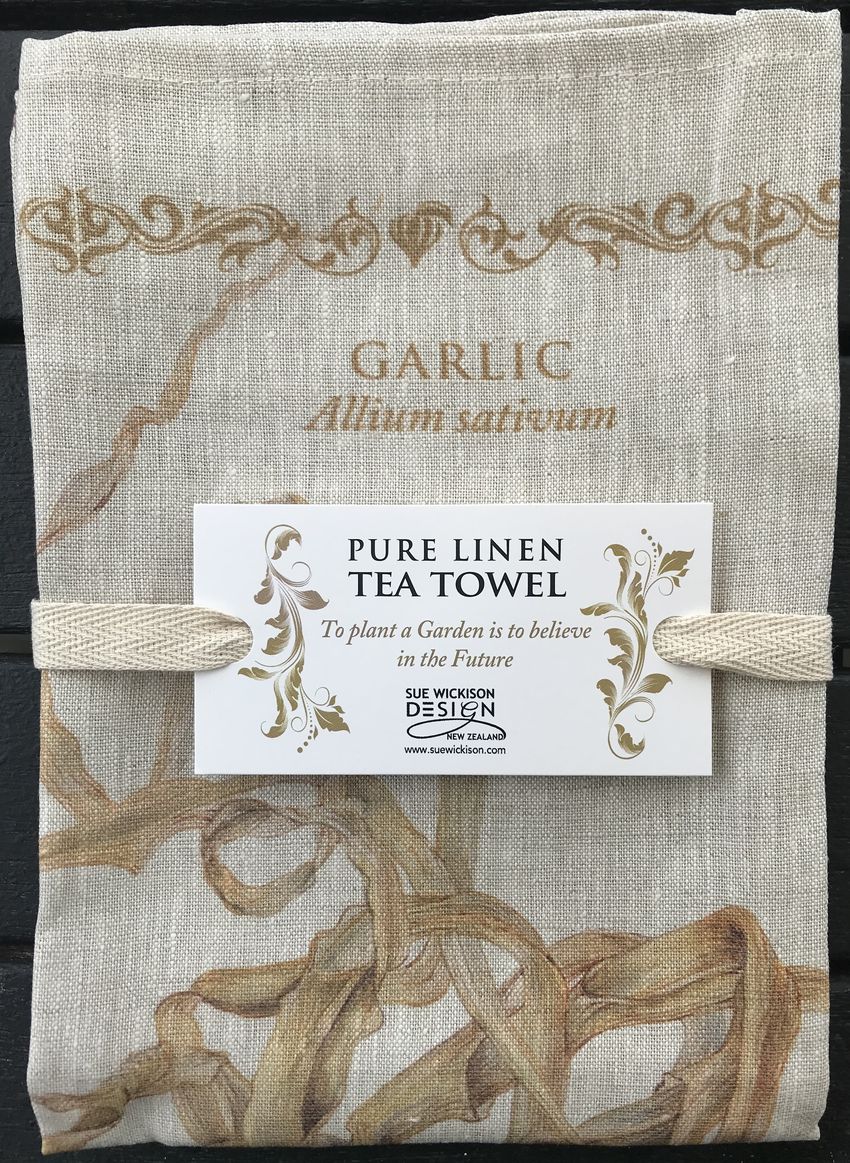 GARLIC
Allium sativum
PURE LINEN
TEA TOWEL
To plant a Garden is to believe
in the Future
SUE WICKISON
DESIGN
NEW ZEALAND
www.suewickison.com